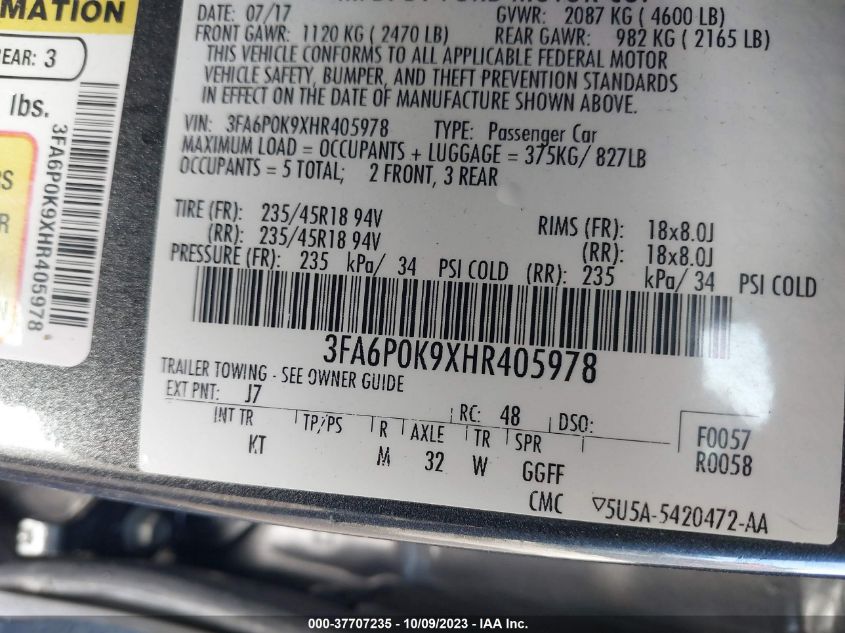 MATION
REAR: 3
lbs.
3FA6P0K9XHR405978
FORD MOTOR CO.
DATE: 07/17 GVWR: 2087 KG ( 4600 LB)
FRONT GAWR: 1120 KG ( 2470 LB) REAR GAWR: 982 KG ( 2165 LB)
THIS VEHICLE CONFORMS TO ALL APPLICABLE FEDERAL MOTOR
VEHICLE SAFETY, BUMPER, AND THEFT PREVENTION STANDARDS
IN EFFECT ON THE DATE OF MANUFACTURE SHOWN ABOVE.
VIN: 3FA6P0K9XHR405978 TYPE: Passenger Car
MAXIMUM LOAD = OCCUPANTS + LUGGAGE = 375KG/ 827LB
OCCUPANTS = 5 TOTAL; 2 FRONT, 3 REAR
TIRE (FR): 235/45R18 94V RIMS (FR): 18x8.0J
(RR): 235/45R18 94V (RR): 18x8.0J
PRESSURE (FR): 235 kPa/ 34 PSI COLD (RR): 235 kPa/ 34 PSI COLD
3FA6P0K9XHR405978
TRAILER TOWING - SEE OWNER GUIDE
EXT PNT: J7 RC: 48 DSO:
INT TR TP/PS R AXLE TR SPR F0057
KT M 32 W GGFF R0058
CMC ▽5U5A-5420472-AA
000-37707235 - 10/09/2023 - IAA Inc.